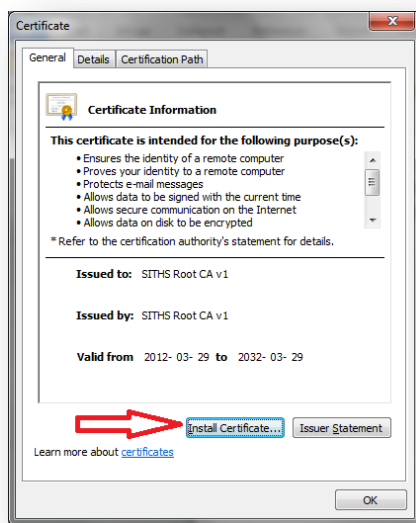 Certificate
General Details Certification Path
Certificate Information
This certificate is intended for the following purpose(s):
• Ensures the identity of a remote computer
• Proves your identity to a remote computer
• Protects e-mail messages
• Allows data to be signed with the current time
• Allows secure communication on the Internet
• Allows data on disk to be encrypted
* Refer to the certification authority's statement for details.
Issued to: SITHS Root CA v1
Issued by: SITHS Root CA v1
Valid from 2012- 03- 29 to 2032- 03- 29
Install Certificate... Issuer Statement
Learn more about certificates
OK